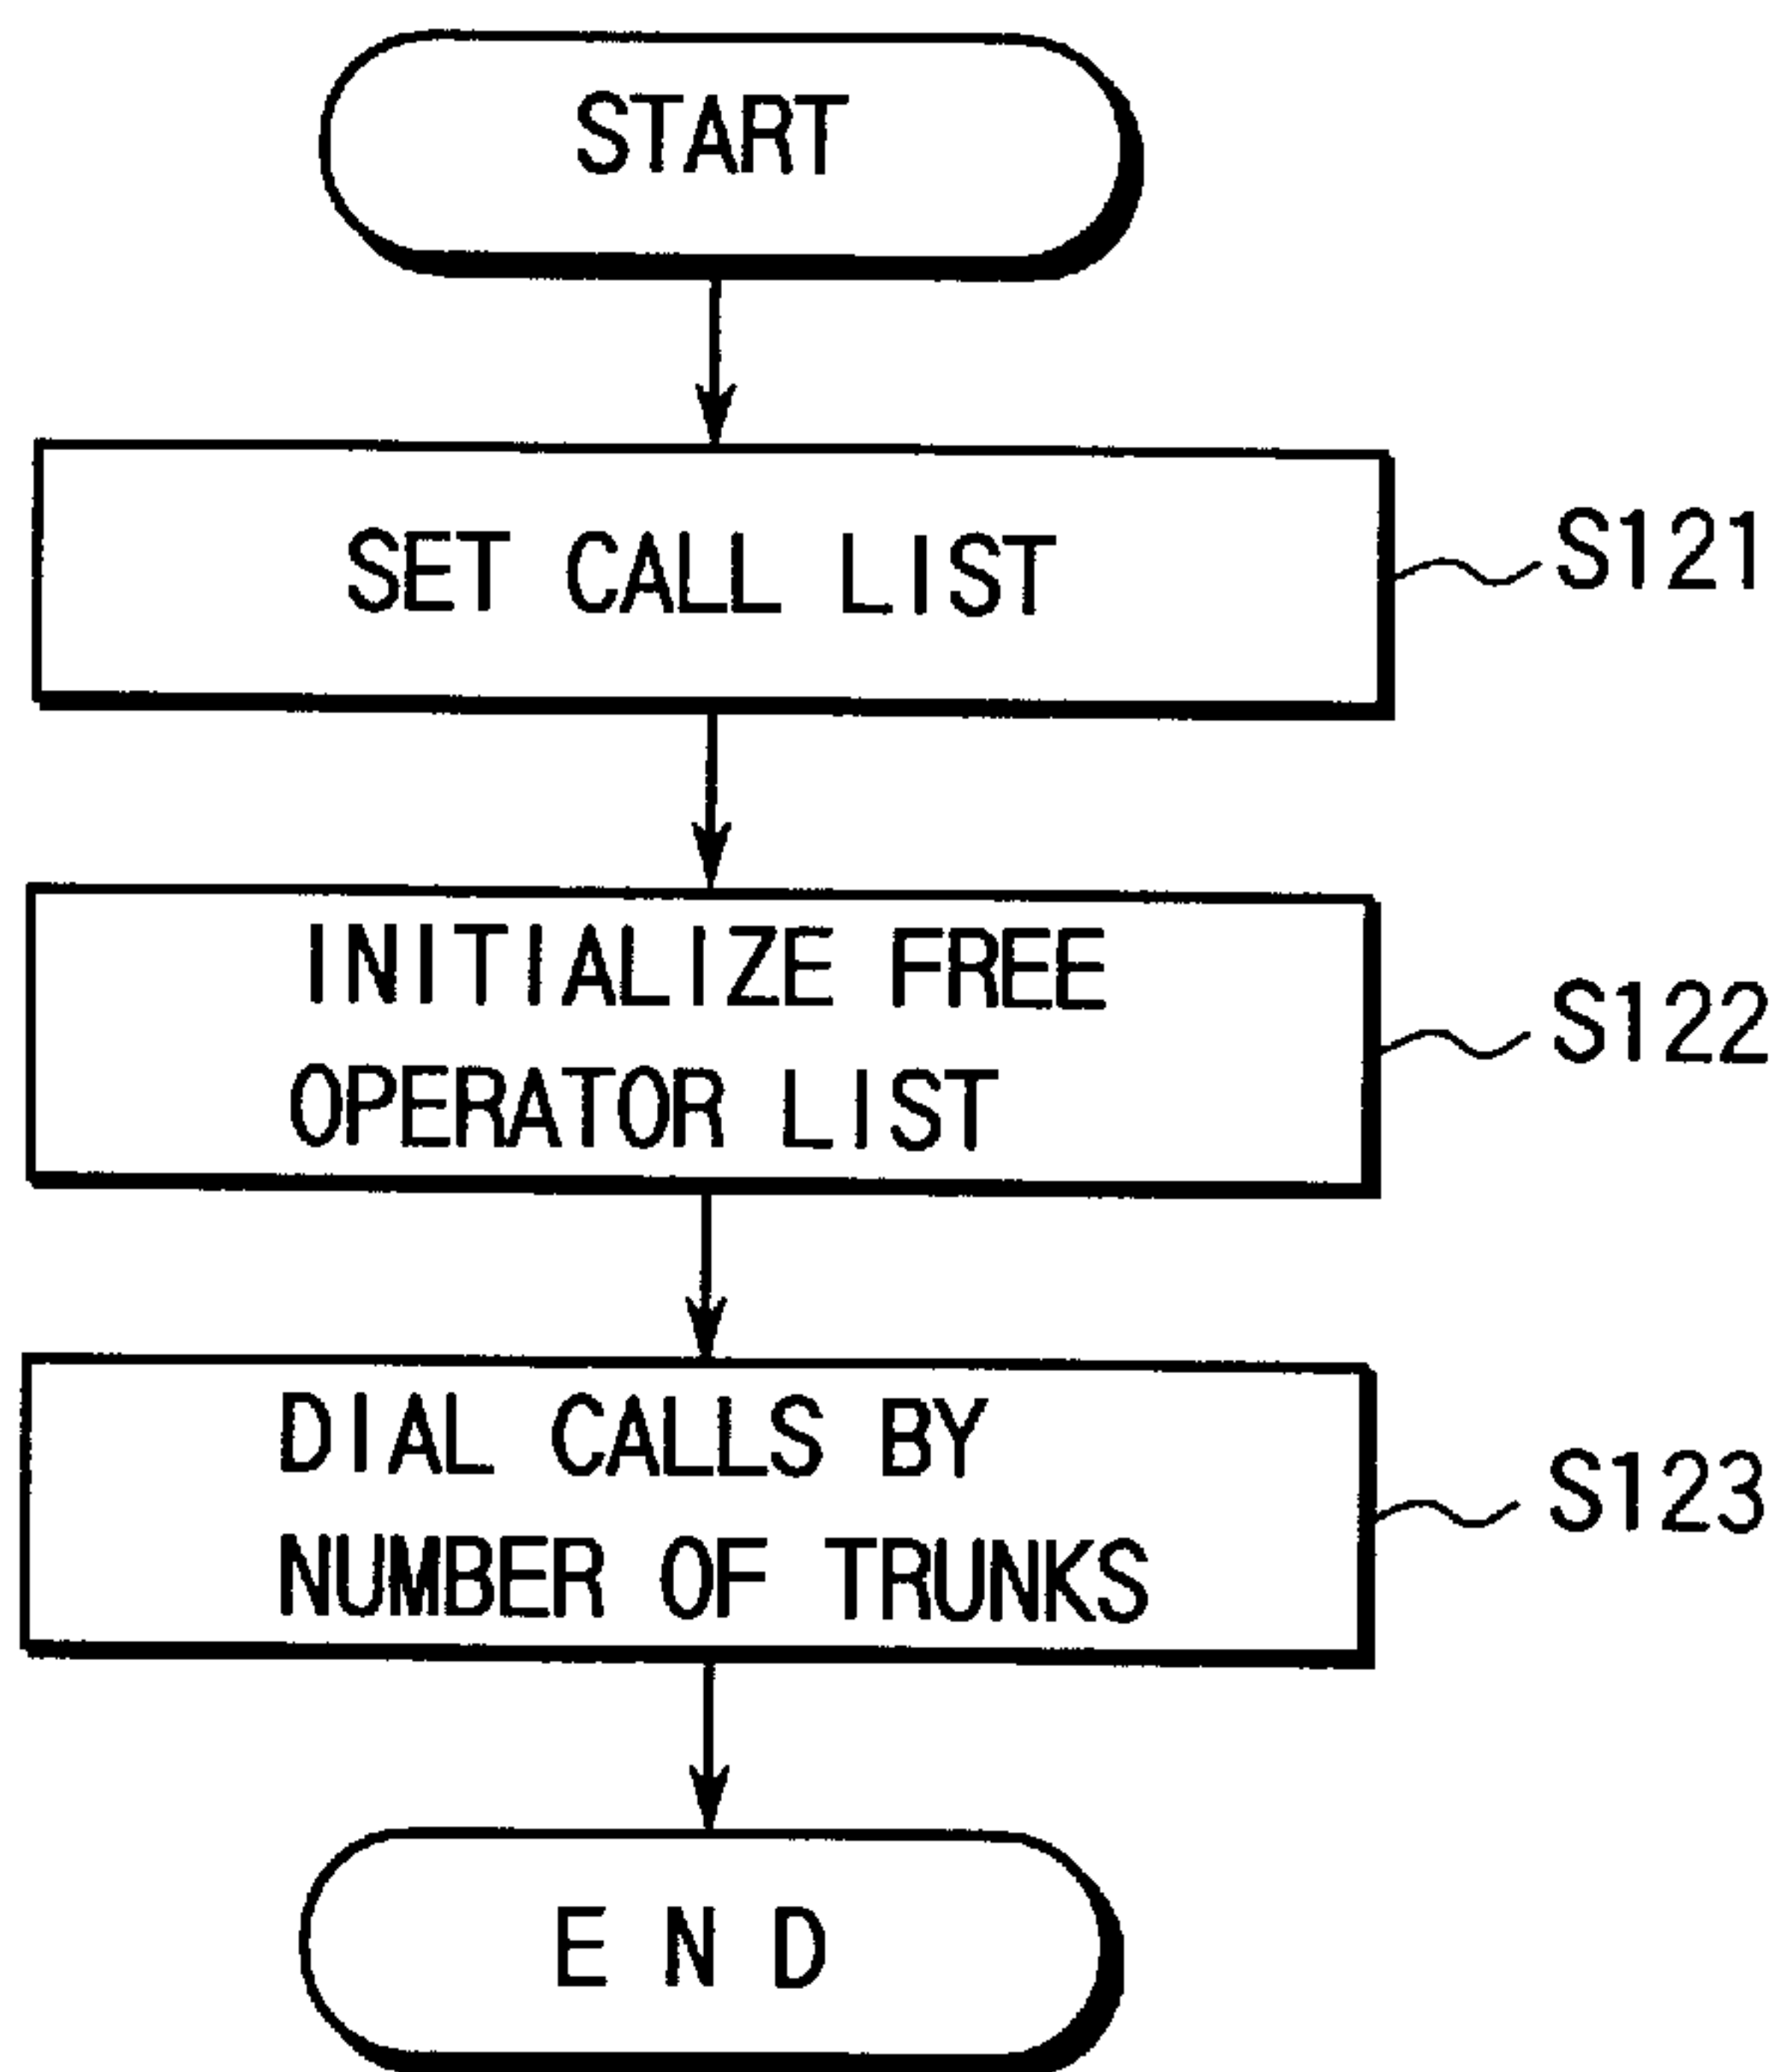 START
SET CALL LIST
S121
INITIALIZE FREE
OPERATOR LIST
S122
DIAL CALLS BY
NUMBER OF TRUNKS
S123
END